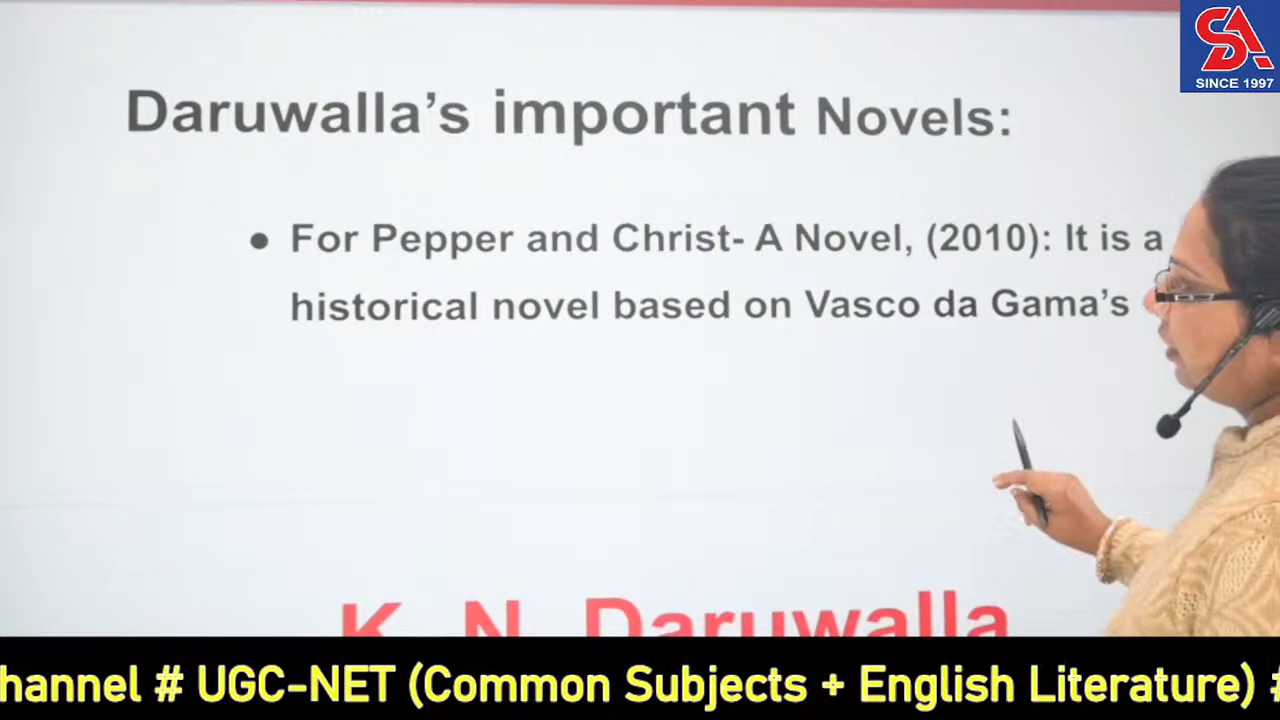 SA
SINCE 1997
Daruwalla’s important Novels:
● For Pepper and Christ- A Novel, (2010): It is a
historical novel based on Vasco da Gama’s
K. N. Daruwalla
hannel # UGC-NET (Common Subjects + English Literature) #